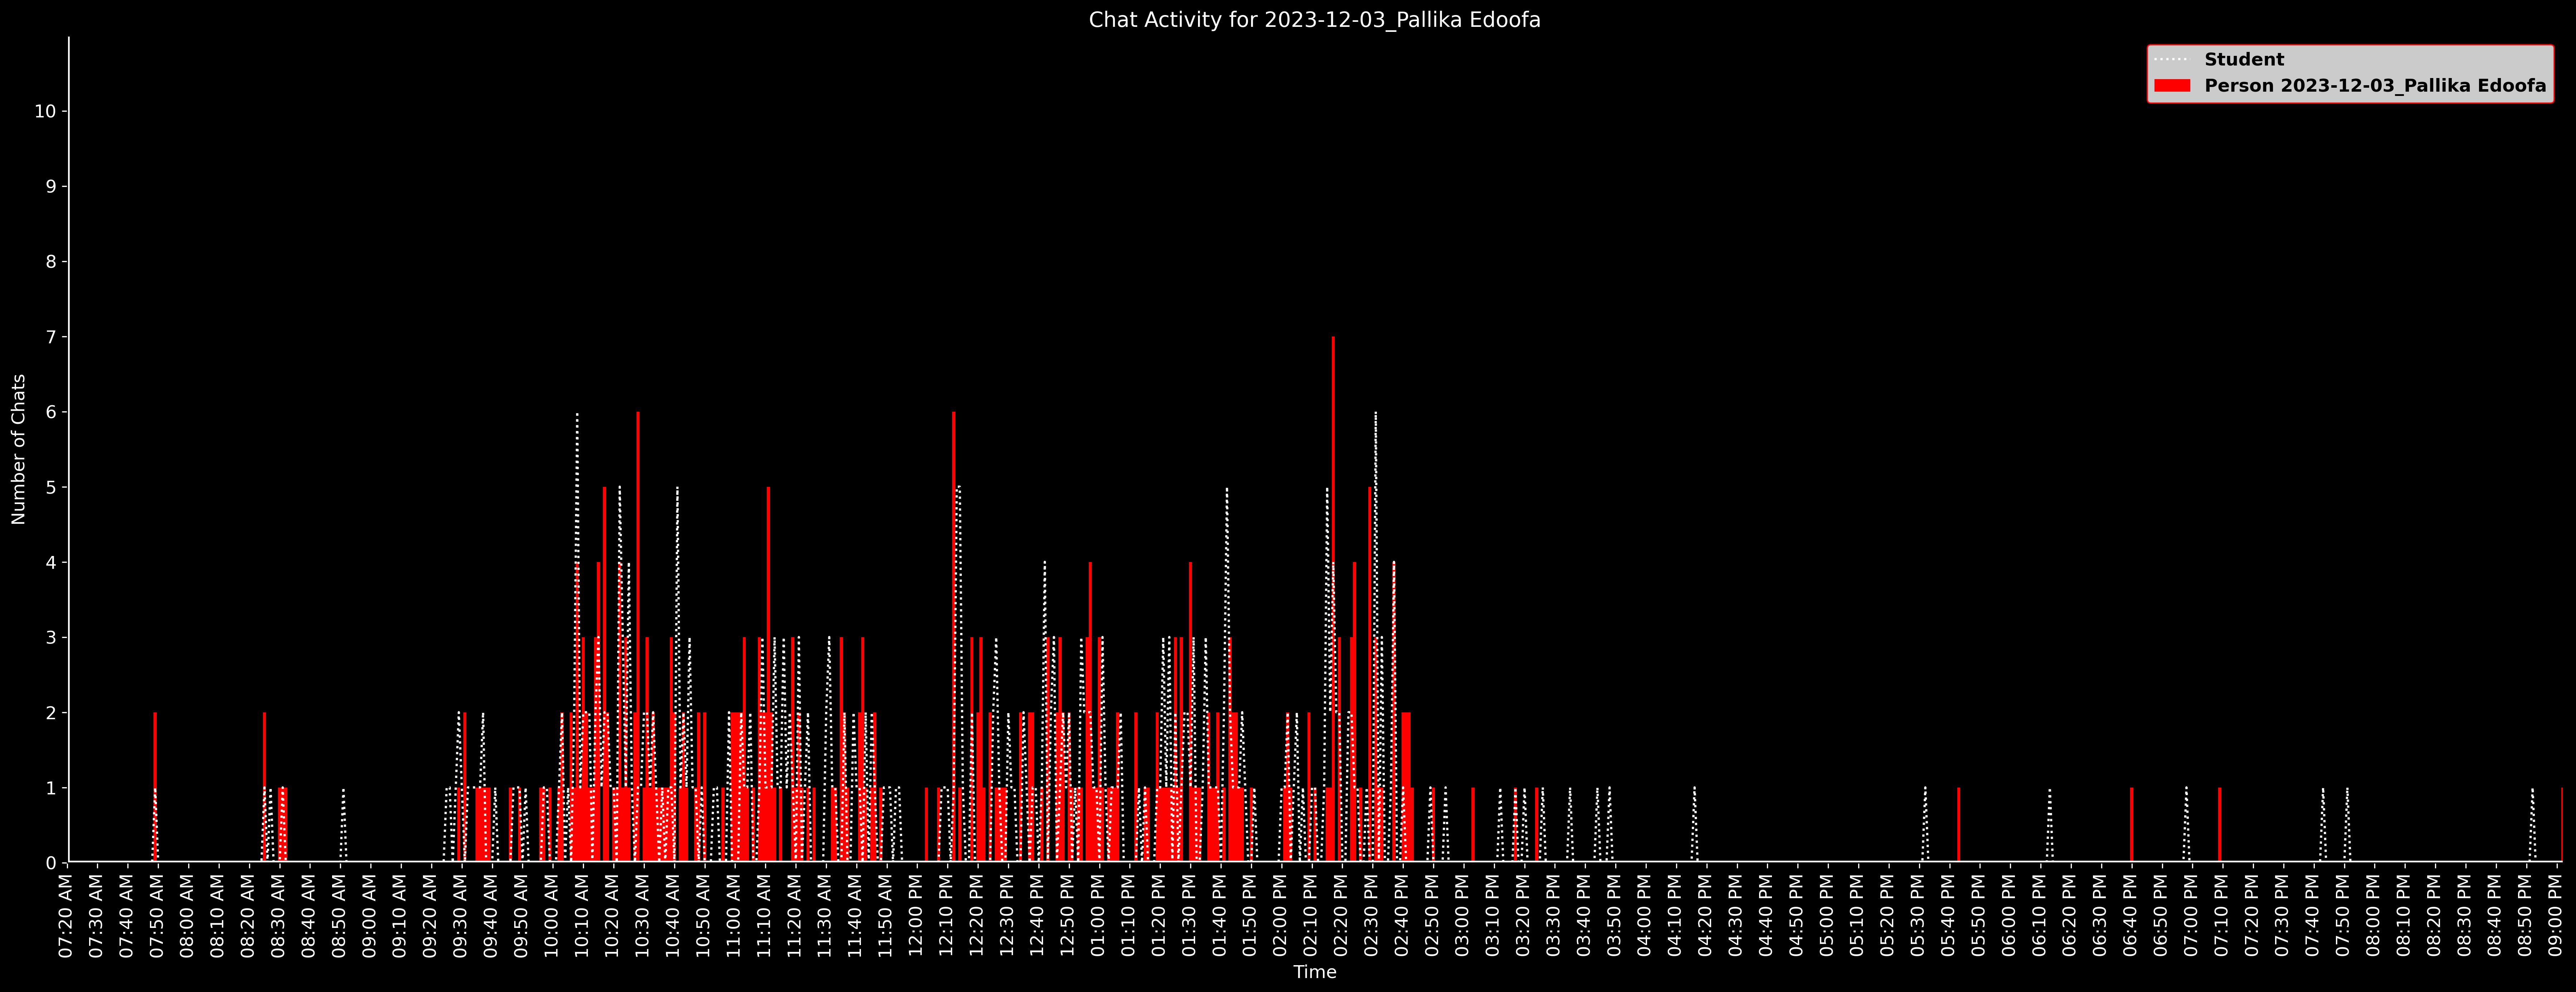 Chat Activity for 2023-12-03_Pallika Edoofa
Student
Person 2023-12-03_Pallika Edoofa
Number of Chats
10
9
8
7
6
5
4
3
2
1
0
07:20 AM
07:30 AM
07:40 AM
07:50 AM
08:00 AM
08:10 AM
08:20 AM
08:30 AM
08:40 AM
08:50 AM
09:00 AM
09:10 AM
09:20 AM
09:30 AM
09:40 AM
09:50 AM
10:00 AM
10:10 AM
10:20 AM
10:30 AM
10:40 AM
10:50 AM
11:00 AM
11:10 AM
11:20 AM
11:30 AM
11:40 AM
11:50 AM
12:00 PM
12:10 PM
12:20 PM
12:30 PM
12:40 PM
12:50 PM
01:00 PM
01:10 PM
01:20 PM
01:30 PM
01:40 PM
01:50 PM
02:00 PM
02:10 PM
02:20 PM
02:30 PM
02:40 PM
02:50 PM
03:00 PM
03:10 PM
03:20 PM
03:30 PM
03:40 PM
03:50 PM
04:00 PM
04:10 PM
04:20 PM
04:30 PM
04:40 PM
04:50 PM
05:00 PM
05:10 PM
05:20 PM
05:30 PM
05:40 PM
05:50 PM
06:00 PM
06:10 PM
06:20 PM
06:30 PM
06:40 PM
06:50 PM
07:00 PM
07:10 PM
07:20 PM
07:30 PM
07:40 PM
07:50 PM
08:00 PM
08:10 PM
08:20 PM
08:30 PM
08:40 PM
08:50 PM
09:00 PM
Time